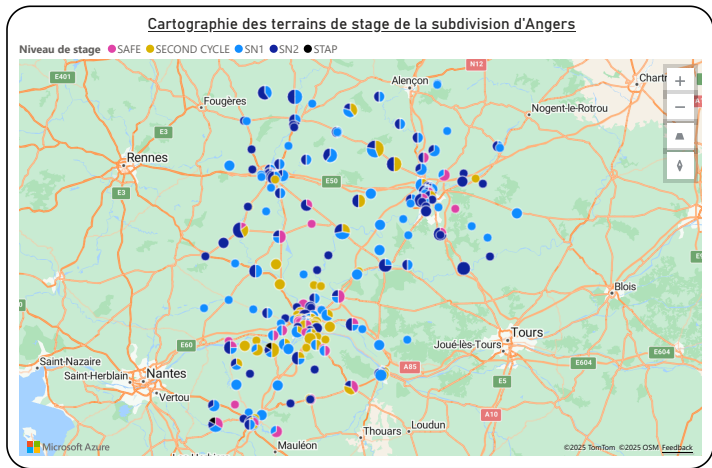 Cartographie des terrains de stage de la subdivision d'Angers
Niveau de stage SAFE SECOND CYCLE SN1 SN2 STAP
N12
E401
Alençon
Chartr
Fougères
Nogent-le-Rotrou
E3
Rennes
E50
E3
Blois
Tours
E60
Joué-lès-Tours
E604
E604
Saint-Nazaire
A85
Saint-Herblain
Nantes
E5
Vertou
A10
Loudun
Thouars
Mauléon
Microsoft Azure
©2025 TomTom ©2025 OSM Feedback